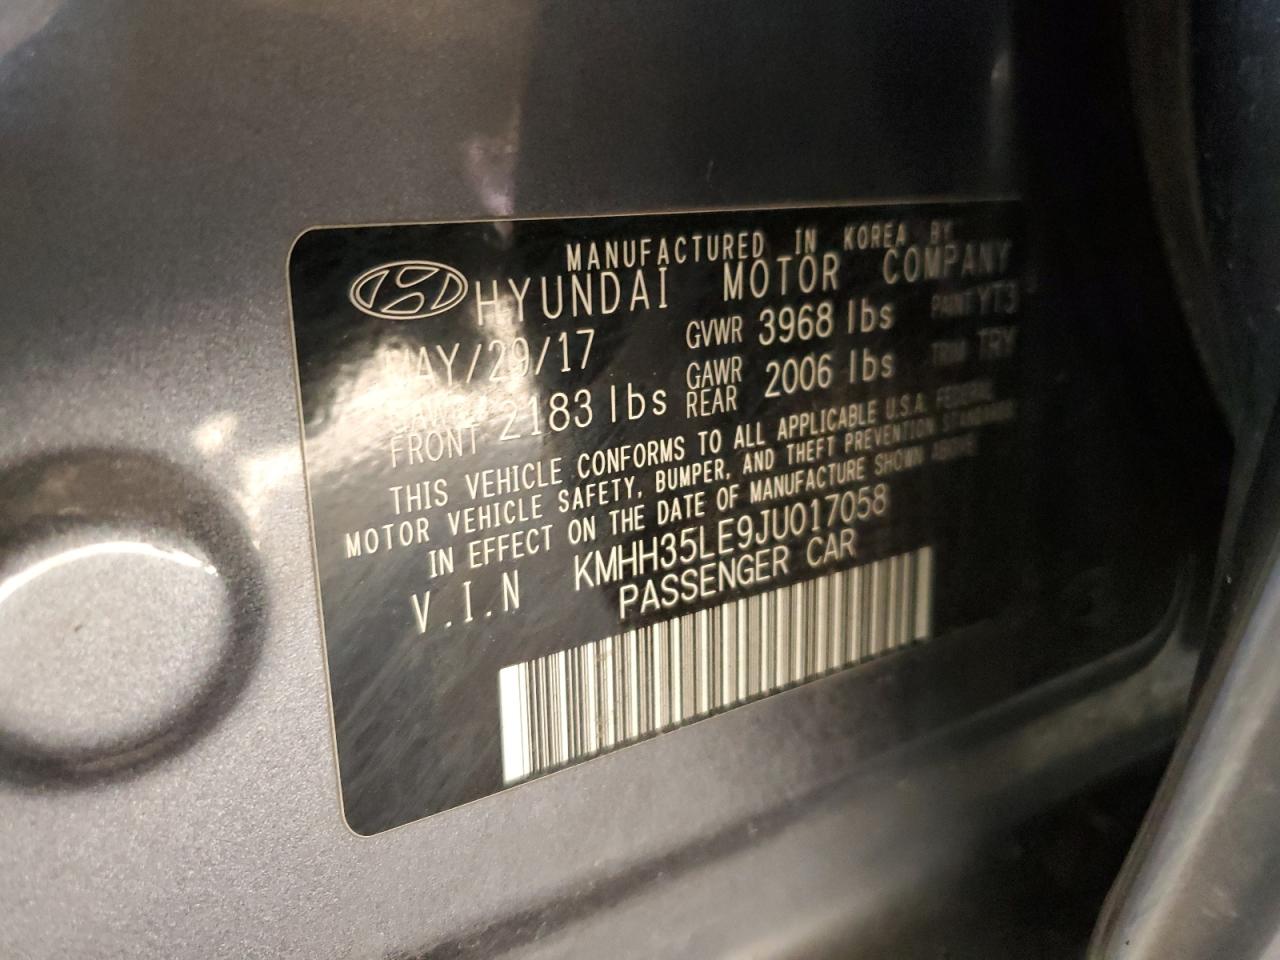 MANUFACTURED IN KOREA BY
HYUNDAI MOTOR COMPANY
MAY/29/17 GVWR 3968 lbs PAINT YT3
GAWR FRONT 2183 lbs GAWR REAR 2006 lbs TRIM TRY
THIS VEHICLE CONFORMS TO ALL APPLICABLE U.S.A. FEDERAL
MOTOR VEHICLE SAFETY, BUMPER, AND THEFT PREVENTION STANDARDS
IN EFFECT ON THE DATE OF MANUFACTURE SHOWN ABOVE
V.I.N KMHH35LE9JU017058
PASSENGER CAR